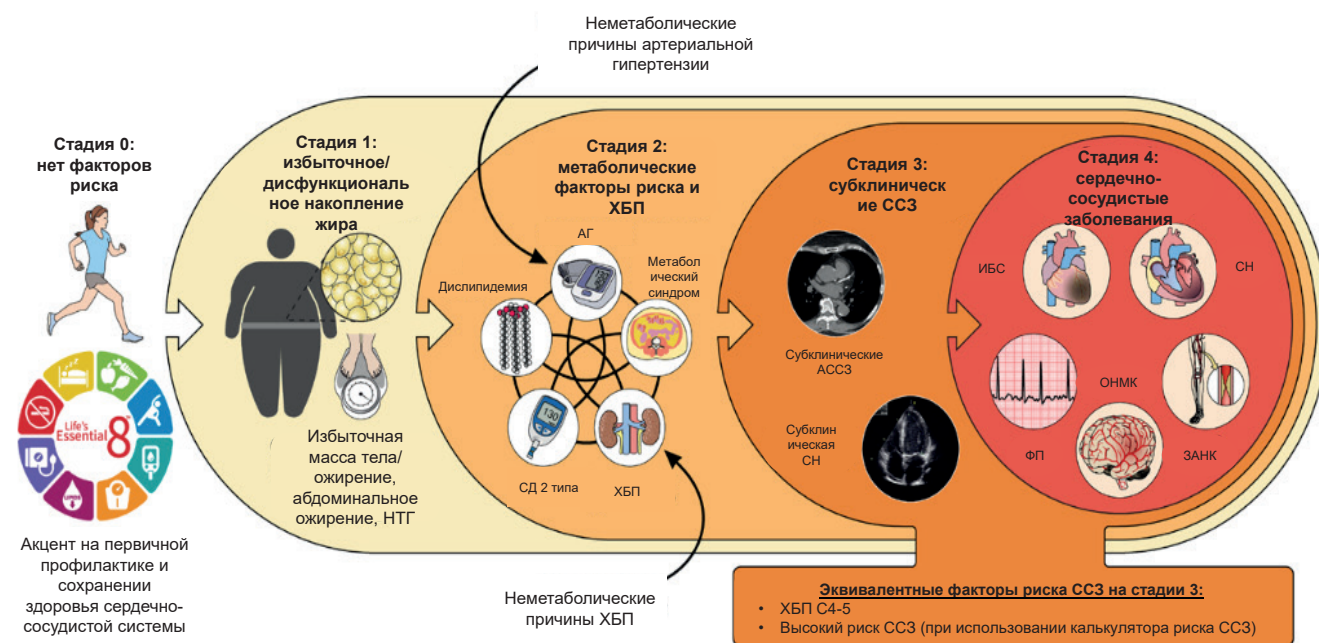 Неметаболические
причины артериальной
гипертензии
Стадия 0:
нет факторов
риска
Life's
Essential 8™
Акцент на первичной
профилактике и
сохранении
здоровья сердечно-
сосудистой системы
Стадия 1:
избыточное/
дисфункциональ
ное накопление
жира
Избыточная
масса тела/
ожирение,
абдоминальное
ожирение, НТГ
Стадия 2:
метаболические
факторы риска и
ХБП
АГ
Дислипидемия
Метабол
ический
синдром
130
СД 2 типа
ХБП
Неметаболические
причины ХБП
Стадия 3:
субклиническ
ие ССЗ
Субклинические
АССЗ
Субклин
ическая
СН
Стадия 4:
сердечно-
сосудистые
заболевания
ИБС
СН
ОНМК
ФП
ЗАНК
Эквивалентные факторы риска ССЗ на стадии 3:
• ХБП С4-5
• Высокий риск ССЗ (при использовании калькулятора риска ССЗ)